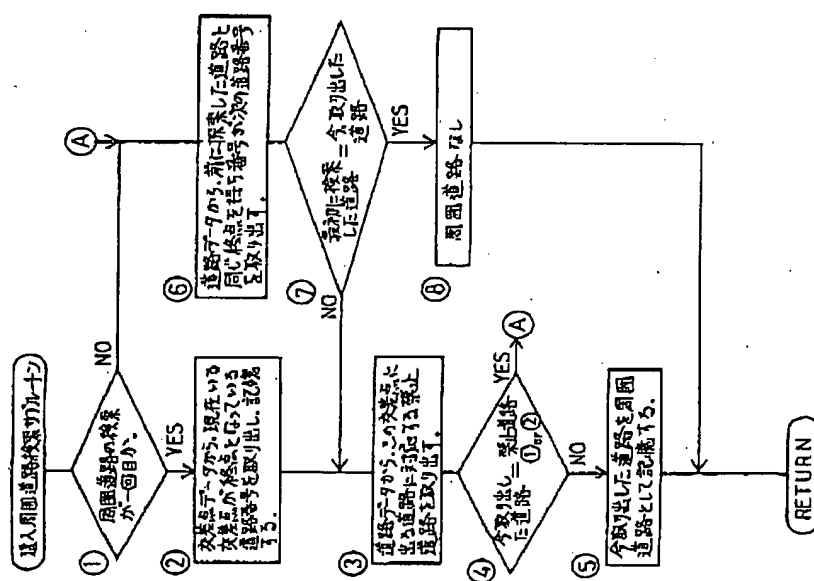 進入周囲道路検索サブルーチン
①
周囲道路の検索
が一回目か。
NO
YES
②
交差点データから、現在いる
交差点が終点となっている
道路番号を取り出し、記憶
する。
③
道路データから、この交差点に
出る道路に対応する禁止
道路を取り出す。
④
今取り出し
た道路
=
禁止道路
① or ②
YES
Ⓐ
NO
⑤
今取り出した道路を周囲
道路として記憶する。
RETURN
Ⓐ
⑥
道路データから、前に探索した道路と
同じ終点を持ち番号が次の道路番号
を取り出す。
⑦
最初に検索
した道路
=
今、取り出した
道路
NO
YES
⑧
周囲道路なし